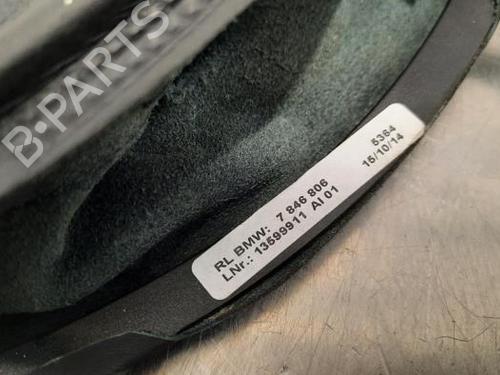 B-PARTS
RL BMW: 7 846 806 5364
LNr.: 13599911 AI 01 15/10/14